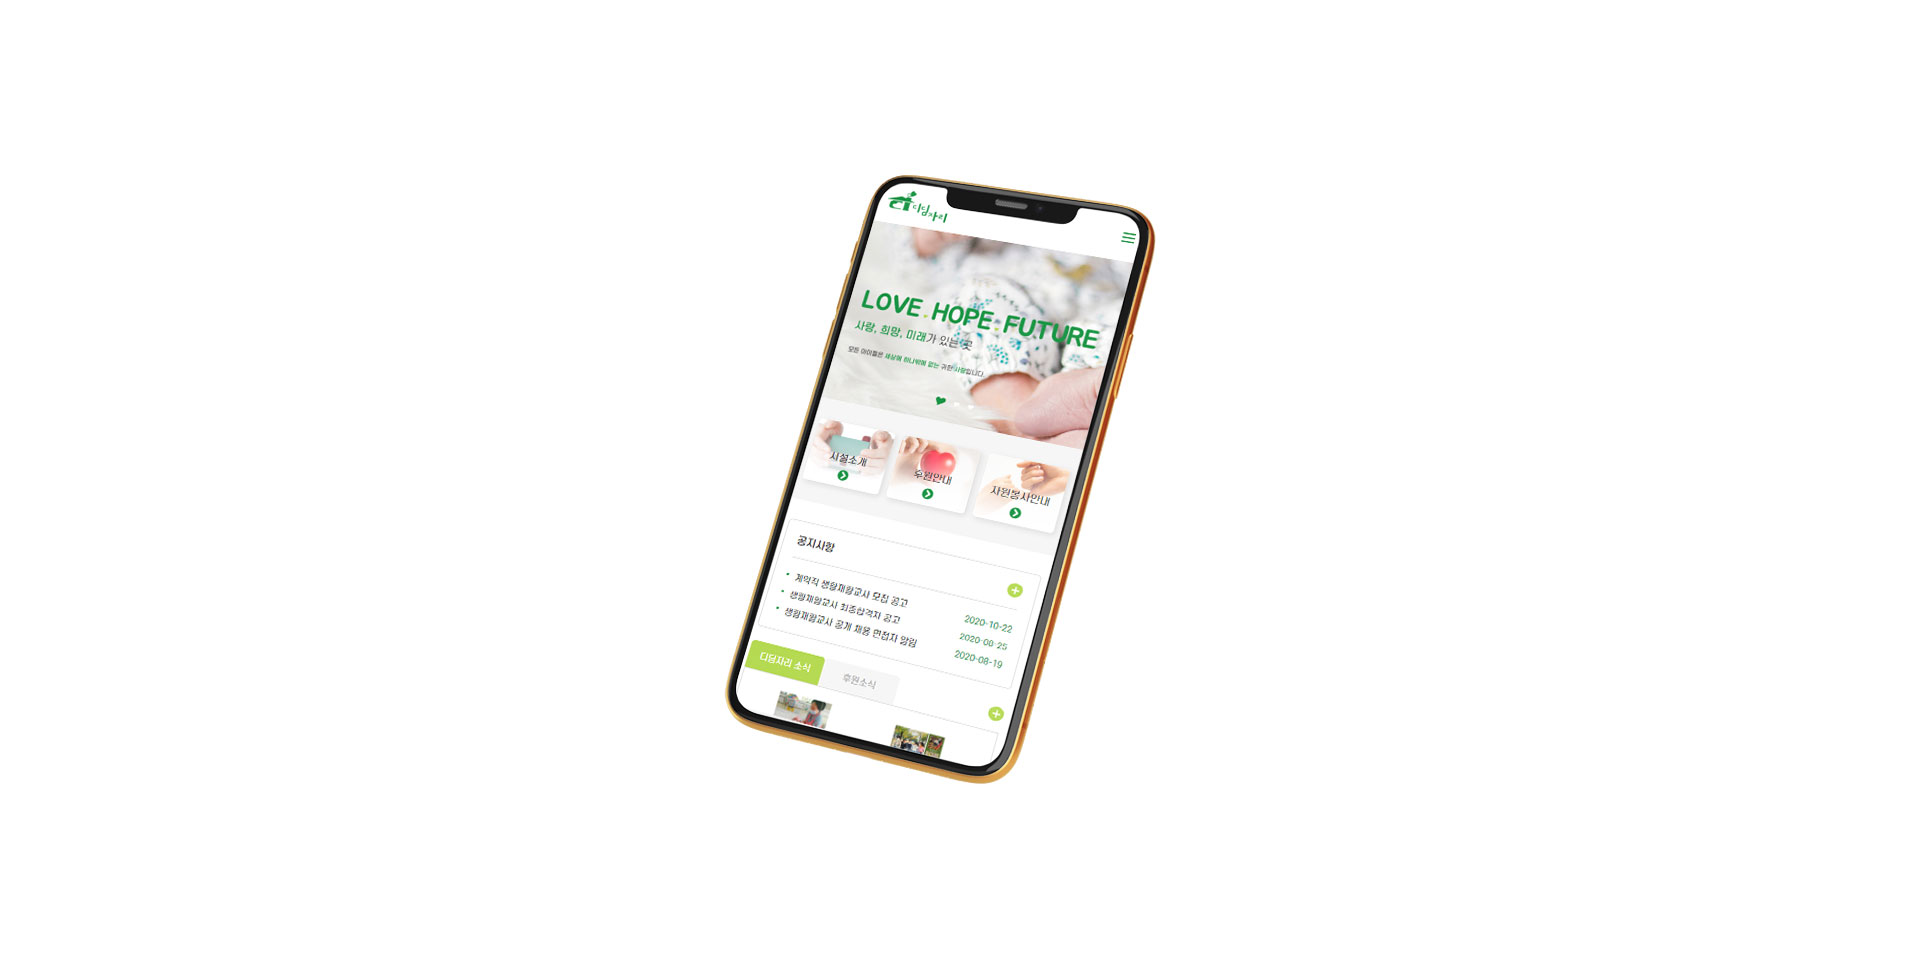 디딤자리
LOVE.HOPE.FUTURE
사랑, 희망, 미래가 있는 곳
모든 아이들은 세상에 하나밖에 없는 귀한 사람입니다.
시설소개
후원안내
자원봉사안내
공지사항
계약직 생활재활교사 모집 공고
2020-10-22
생활재활교사 최종합격자 공고
생활재활교사 공개 채용 면접자 알림
2020-08-19
디딤자리 소식
후원소식